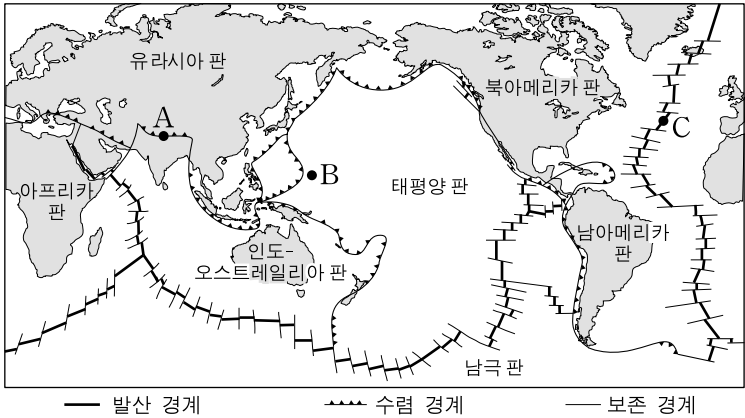 유라시아 판
북아메리카 판
A
C
B
아프리카
판
태평양 판
남아메리카
판
인도-
오스트레일리아 판
남극 판
발산 경계
수렴 경계
보존 경계